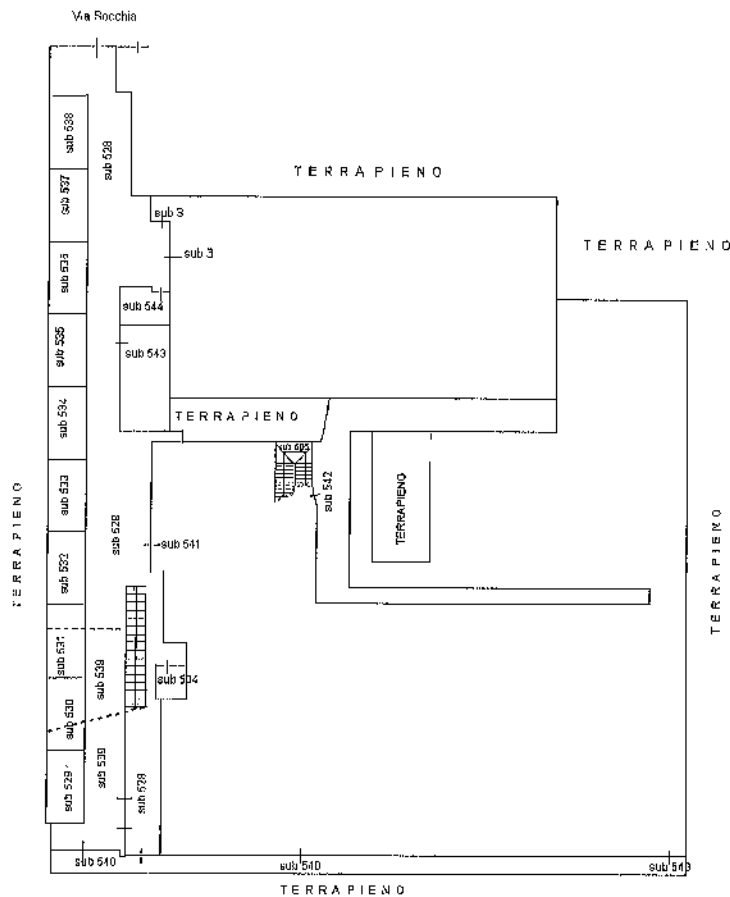 Via Bocchia
sub 538
sub 528
TERRAPIENO
sub 537
sub 3
TERRAPIENO
sub 3
sub 536
sub 544
sub 535
sub 543
sub 534
TERRAPIENO
sub 533
sub 542
TERRAPIENO
TERRAPIENO
sub 528
sub 541
TERRAPIENO
sub 532
sub 531
sub 539
sub 504
sub 530
sub 539
sub 529
sub 528
sub 540
sub 540
TERRAPIENO